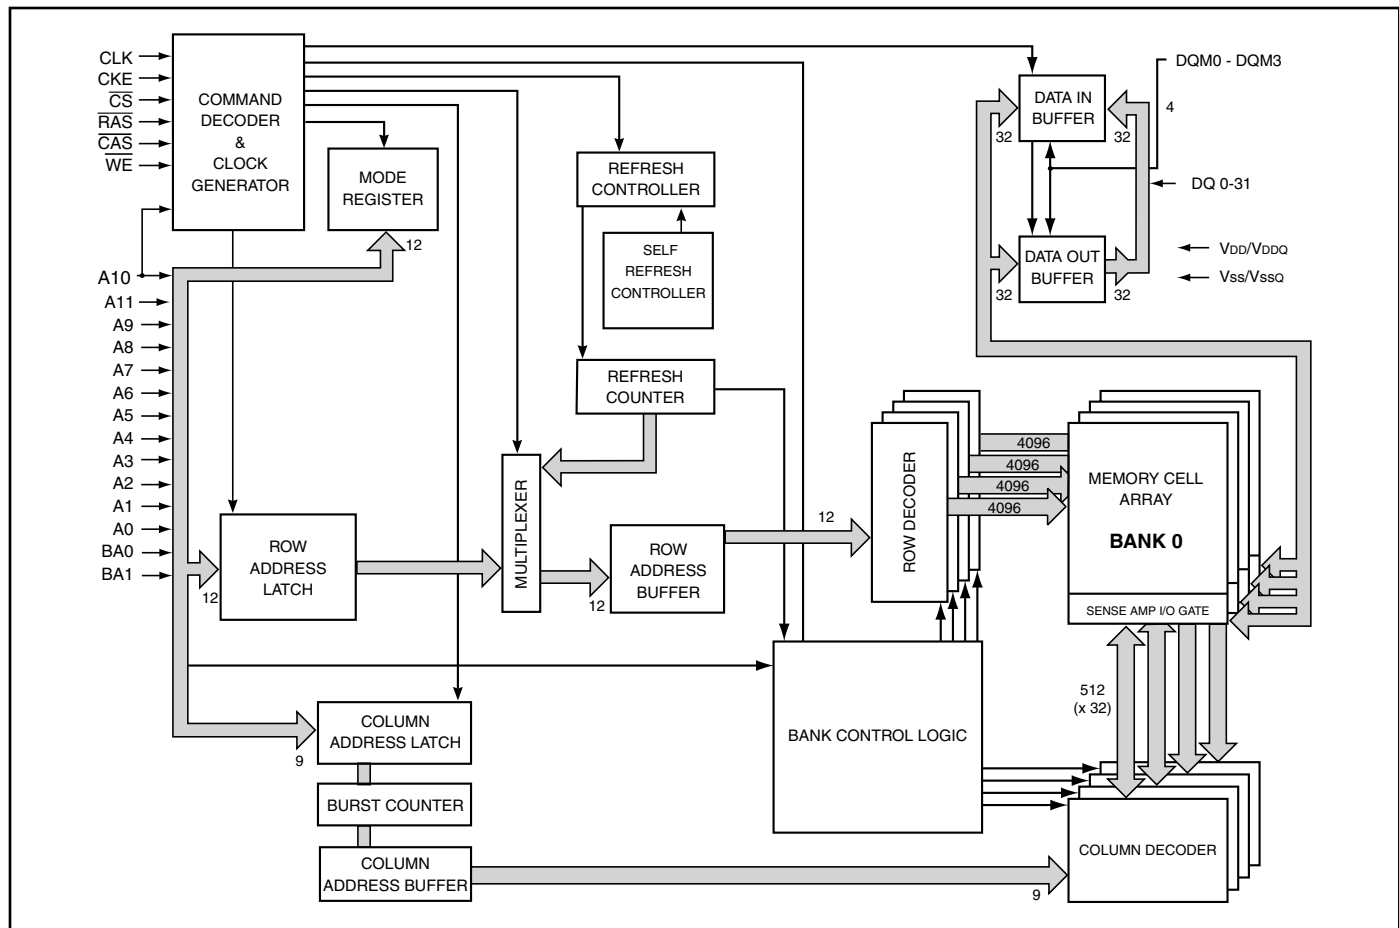 CLK
CKE
CS
RAS
CAS
WE
A10
A11
A9
A8
A7
A6
A5
A4
A3
A2
A1
A0
BA0
BA1
COMMAND
DECODER
&
CLOCK
GENERATOR
MODE
REGISTER
12
REFRESH
CONTROLLER
SELF
REFRESH
CONTROLLER
REFRESH
COUNTER
DATA IN
BUFFER
32
32
DQM0 - DQM3
4
DQ 0-31
DATA OUT
BUFFER
32
32
VDD/VDDQ
Vss/VssQ
12
ROW
ADDRESS
LATCH
MULTIPLEXER
12
ROW
ADDRESS
BUFFER
12
ROW DECODER
4096
4096
4096
4096
MEMORY CELL
ARRAY
BANK 0
SENSE AMP I/O GATE
512
(x 32)
BANK CONTROL LOGIC
9
COLUMN
ADDRESS LATCH
BURST COUNTER
COLUMN
ADDRESS BUFFER
9
COLUMN DECODER